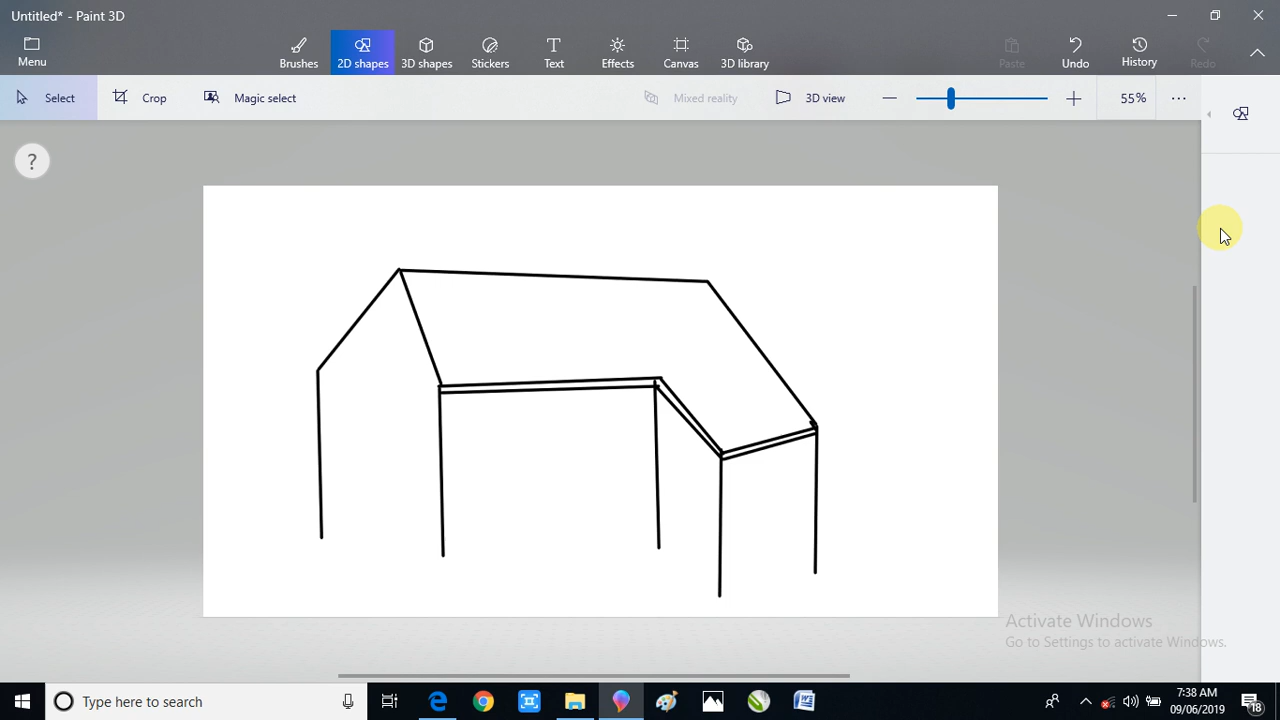 Untitled* - Paint 3D
Menu
Brushes
2D shapes
3D shapes
Stickers
Text
Effects
Canvas
3D library
Paste
Undo
History
Redo
Select
Crop
Magic select
Mixed reality
3D view
55%
?
Activate Windows
Go to Settings to activate Windows.
Type here to search
7:38 AM
09/06/2019
18